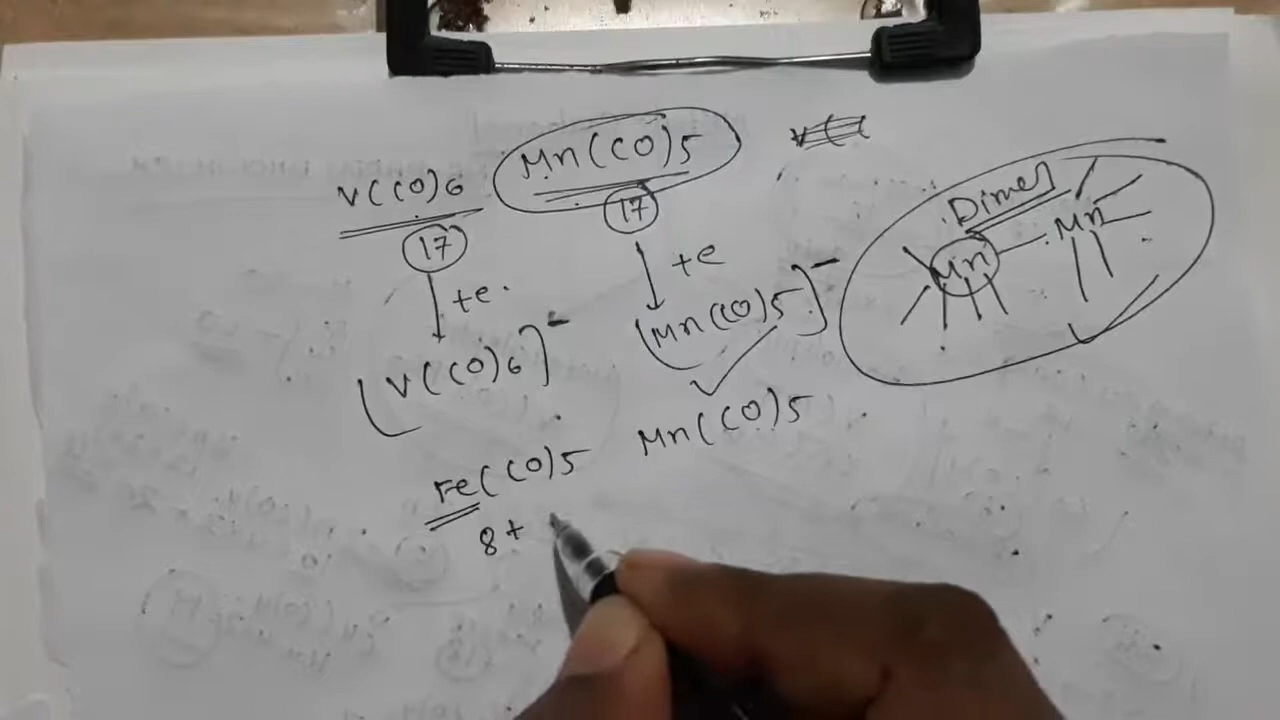 V(CO)6 Mn(CO)5
17 17
+e. +e
[V(CO)6]- [Mn(CO)5]-
Dimer
Mn - Mn
Fe(CO)5 Mn(CO)5
8+